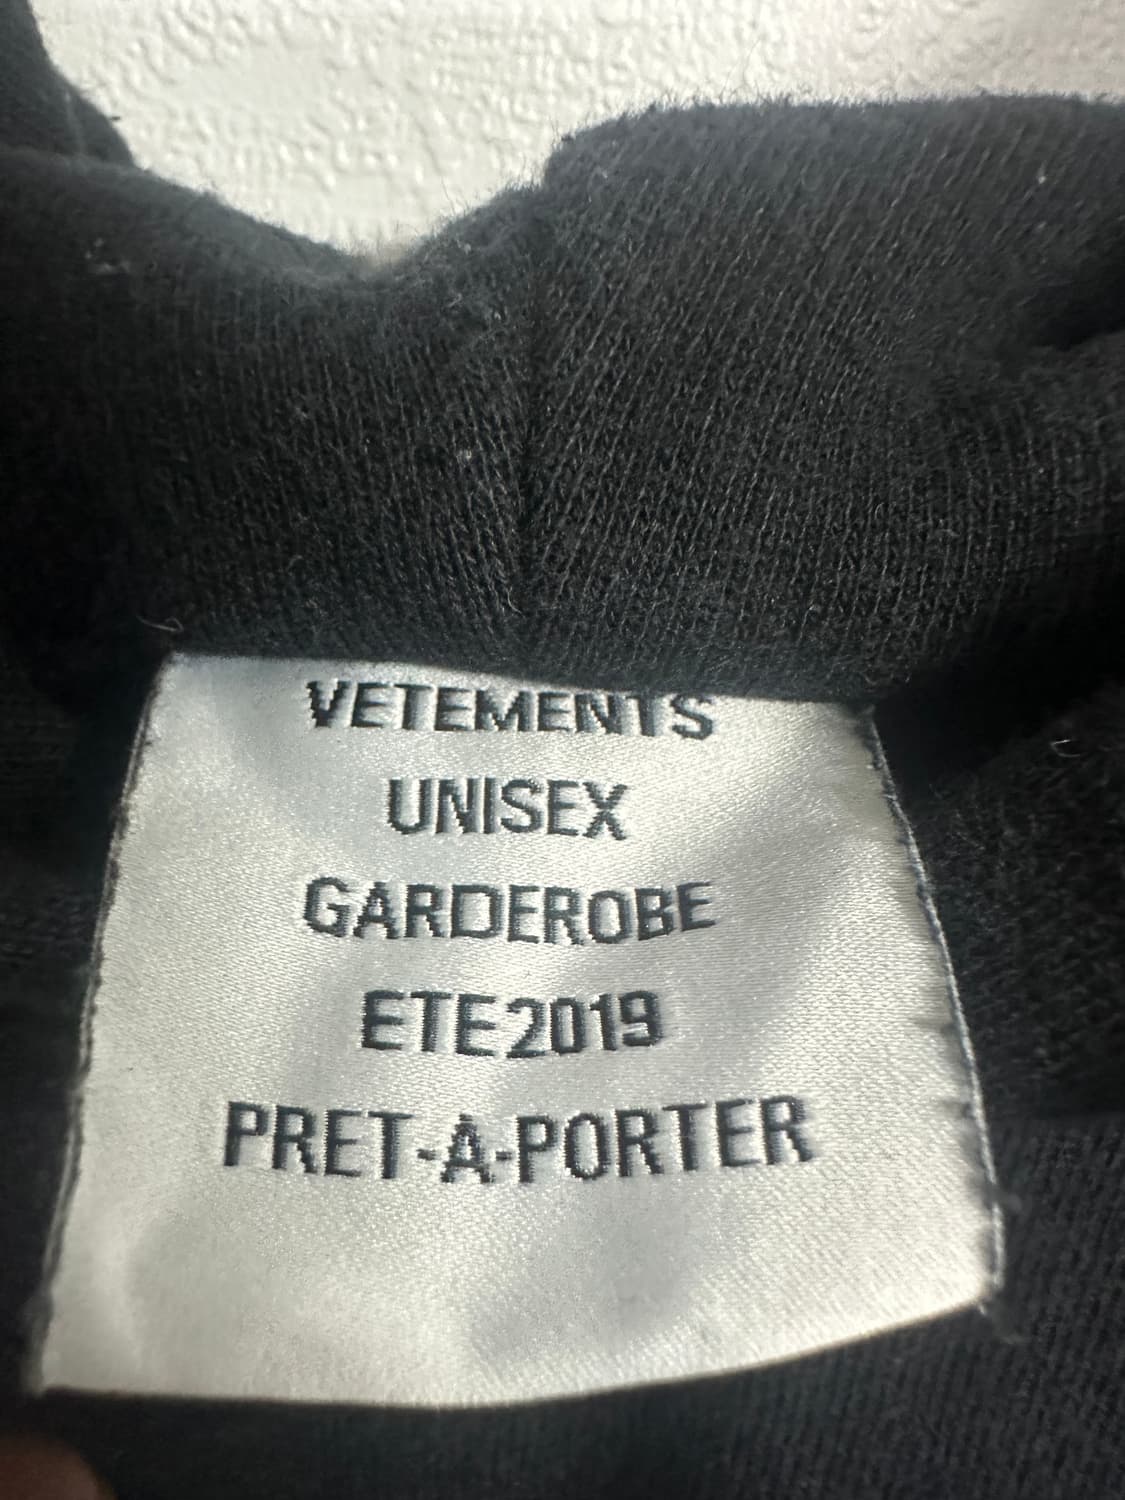 VETEMENTS
UNISEX
GARDEROBE
ETE2019
PRET-À-PORTER